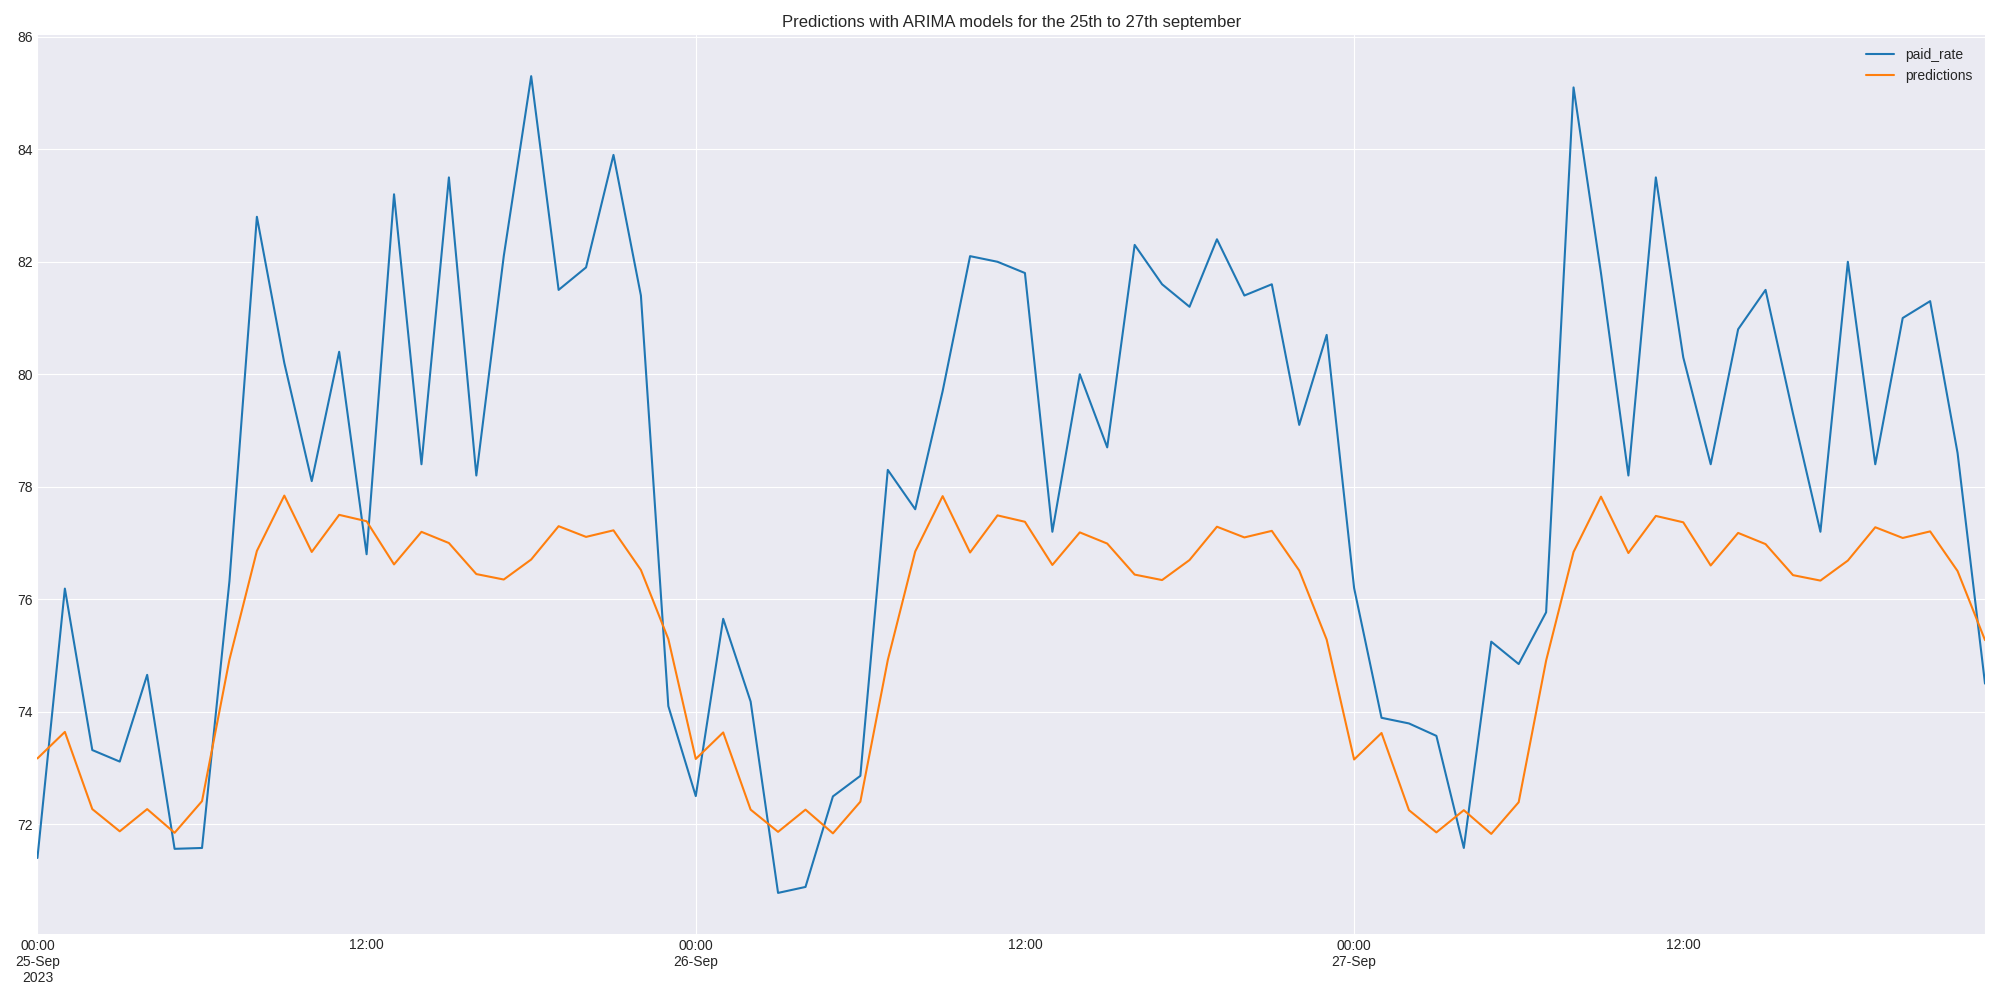 Predictions with ARIMA models for the 25th to 27th september
paid_rate
predictions
86
84
82
80
78
76
74
72
00:00
25-Sep
2023
12:00
00:00
26-Sep
12:00
00:00
27-Sep
12:00